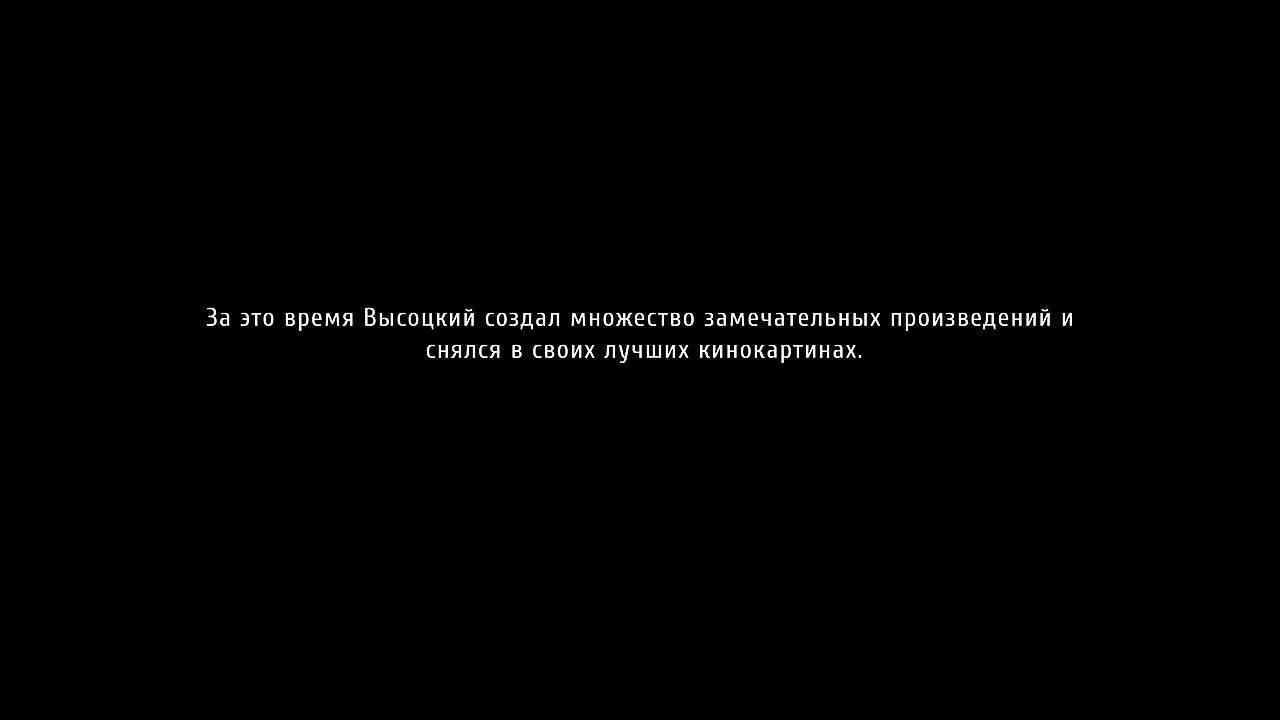 За это время Высоцкий создал множество замечательных произведений и
снялся в своих лучших кинокартинах.